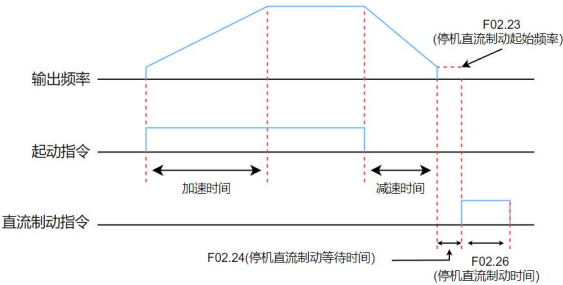 F02.23
(停机直流制动起始频率)
输出频率
起动指令
加速时间
减速时间
直流制动指令
F02.24(停机直流制动等待时间)
F02.26
(停机直流制动时间)